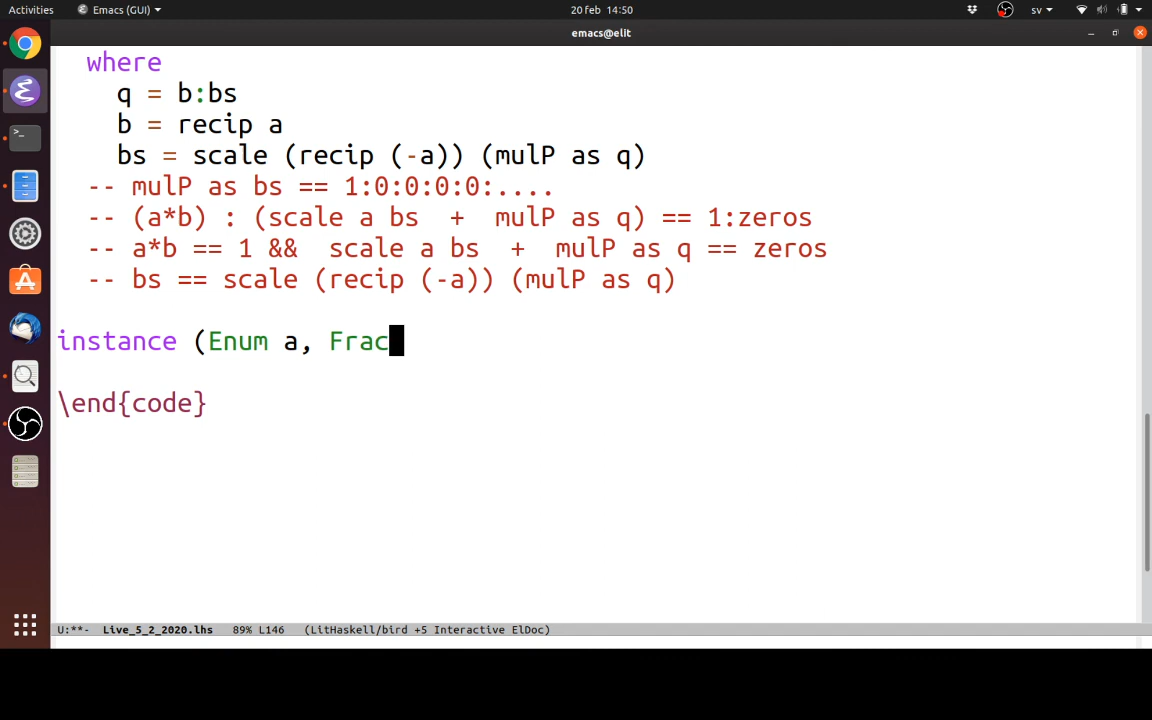 Activities Emacs (GUI) 20 feb 14:50 sv
emacs@elit
where
q = b:bs
b = recip a
bs = scale (recip (-a)) (mulP as q)
-- mulP as bs == 1:0:0:0:0:....
-- (a*b) : (scale a bs + mulP as q) == 1:zeros
-- a*b == 1 && scale a bs + mulP as q == zeros
-- bs == scale (recip (-a)) (mulP as q)
instance (Enum a, Frac
\end{code}
U:**- Live_5_2_2020.lhs 89% L146 (LitHaskell/bird +5 Interactive ElDoc)